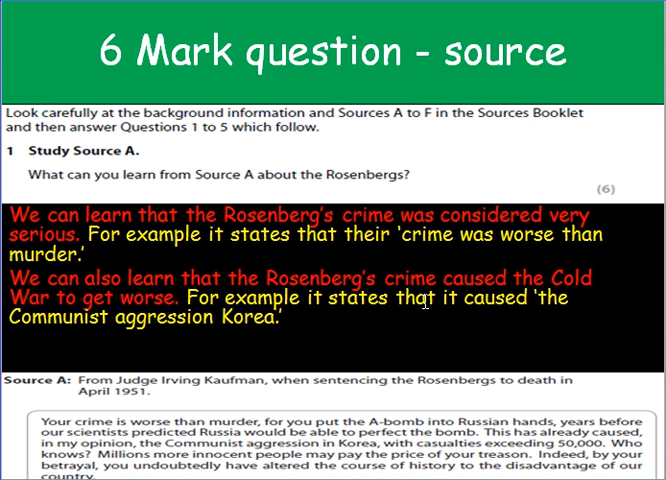 6 Mark question - source
Look carefully at the background information and Sources A to F in the Sources Booklet
and then answer Questions 1 to 5 which follow.
1 Study Source A.
What can you learn from Source A about the Rosenbergs?
(6)
We can learn that the Rosenberg's crime was considered very
serious. For example it states that their 'crime was worse than
murder.'
We can also learn that the Rosenberg's crime caused the Cold
War to get worse. For example it states that it caused 'the
Communist aggression Korea.'
Source A: From Judge Irving Kaufman, when sentencing the Rosenbergs to death in
April 1951.
Your crime is worse than murder, for you put the A-bomb into Russian hands, years before
our scientists predicted Russia would be able to perfect the bomb. This has already caused,
in my opinion, the Communist aggression in Korea, with casualties exceeding 50,000. Who
knows? Millions more innocent people may pay the price of your treason. Indeed, by your
betrayal, you undoubtedly have altered the course of history to the disadvantage of our
country.